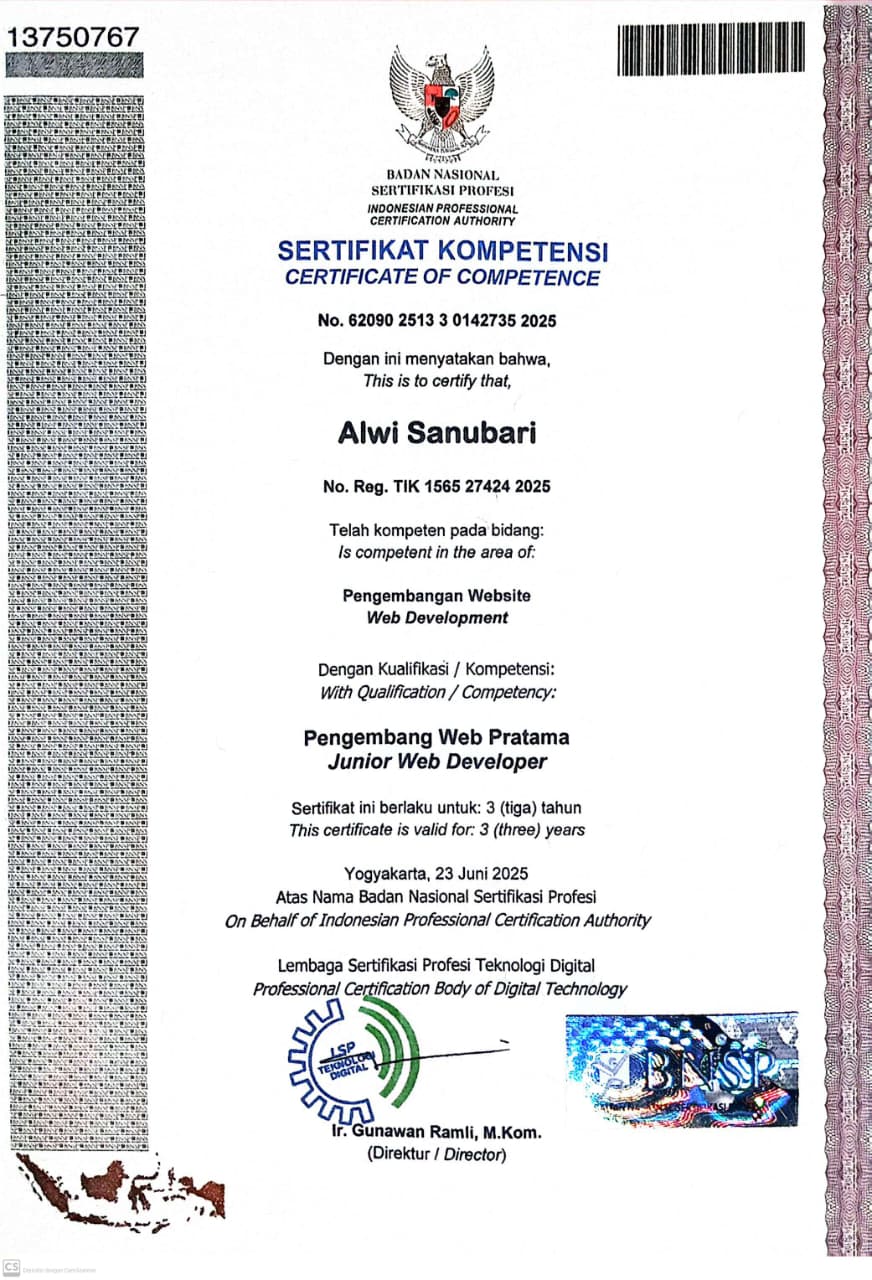 13750767
BADAN NASIONAL
SERTIFIKASI PROFESI
INDONESIAN PROFESSIONAL
CERTIFICATION AUTHORITY
SERTIFIKAT KOMPETENSI
CERTIFICATE OF COMPETENCE
No. 62090 2513 3 0142735 2025
Dengan ini menyatakan bahwa,
This is to certify that,
Alwi Sanubari
No. Reg. TIK 1565 27424 2025
Telah kompeten pada bidang:
Is competent in the area of:
Pengembangan Website
Web Development
Dengan Kualifikasi / Kompetensi:
With Qualification / Competency:
Pengembang Web Pratama
Junior Web Developer
Sertifikat ini berlaku untuk: 3 (tiga) tahun
This certificate is valid for: 3 (three) years
Yogyakarta, 23 Juni 2025
Atas Nama Badan Nasional Sertifikasi Profesi
On Behalf of Indonesian Professional Certification Authority
Lembaga Sertifikasi Profesi Teknologi Digital
Professional Certification Body of Digital Technology
LSP
TEKNOLOGI
DIGITAL
BNSP
Ir. Gunawan Ramli, M.Kom.
(Direktur / Director)
CS